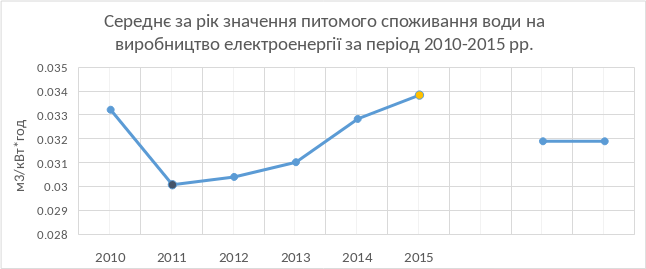 Середнє за рік значення питомого споживання води на
виробництво електроенергії за період 2010-2015 рр.
м3/кВт*год
0.035
0.034
0.033
0.032
0.031
0.03
0.029
0.028
2010 2011 2012 2013 2014 2015